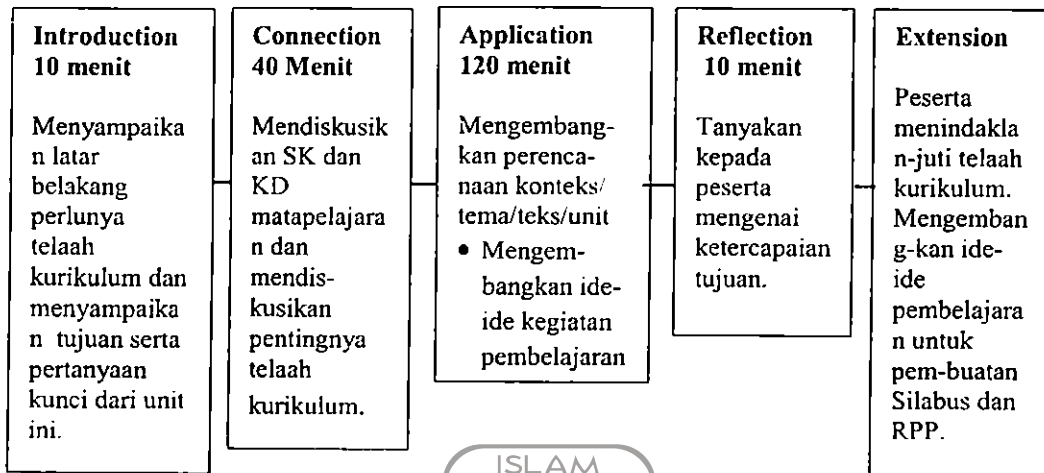 Introduction
10 menit
Menyampaika
n latar
belakang
perlunya
telaah
kurikulum dan
menyampaika
n tujuan serta
pertanyaan
kunci dari unit
ini.
Connection
40 Menit
Mendiskusik
an SK dan
KD
matapelajara
n dan
mendis-
kusikan
pentingnya
telaah
kurikulum.
Application
120 menit
Mengembang-
kan perenca-
naan konteks/
tema/teks/unit
• Mengem-
bangkan ide-
ide kegiatan
pembelajaran
Reflection
10 menit
Tanyakan
kepada
peserta
mengenai
ketercapaian
tujuan.
Extension
Peserta
menindakla
n-juti telaah
kurikulum.
Mengemban
g-kan ide-
ide
pembelajara
n untuk
pem-buatan
Silabus dan
RPP.
ISLAM